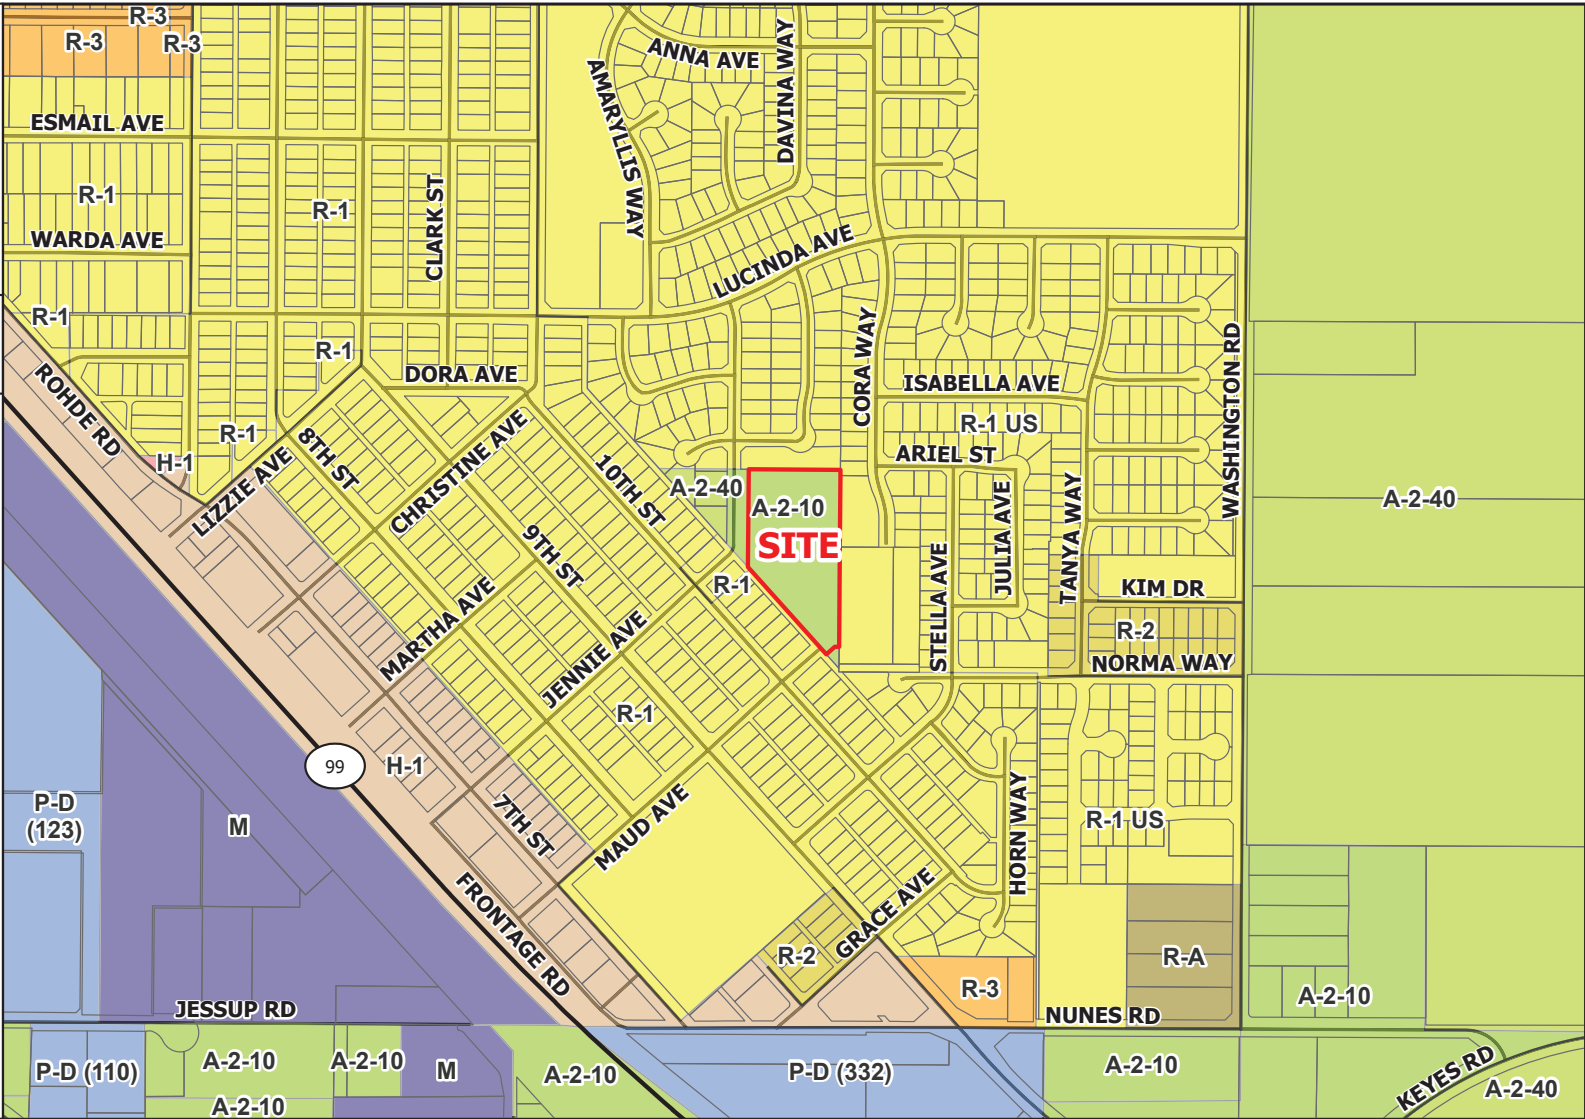 R-3
R-3
R-3
ANNA AVE
DAVINA WAY
AMARYLLIS WAY
ESMAIL AVE
R-1
R-1
CLARK ST
WARDA AVE
LUCINDA AVE
R-1
R-1
ROHDE RD
DORA AVE
CORA WAY
ISABELLA AVE
WASHINGTON RD
R-1 US
R-1
8TH ST
CHRISTINE AVE
10TH ST
ARIEL ST
H-1
LIZZIE AVE
A-2-40
A-2-10
SITE
JULIA AVE
TANYA WAY
A-2-40
9TH ST
STELLA AVE
R-1
KIM DR
MARTHA AVE
JENNIE AVE
R-2
NORMA WAY
R-1
99
H-1
P-D
(123)
M
7TH ST
MAUD AVE
HORN WAY
R-1 US
FRONTAGE RD
GRACE AVE
R-2
R-A
R-3
A-2-10
JESSUP RD
NUNES RD
P-D (110)
A-2-10
A-2-10
M
A-2-10
P-D (332)
A-2-10
KEYES RD
A-2-40
A-2-10